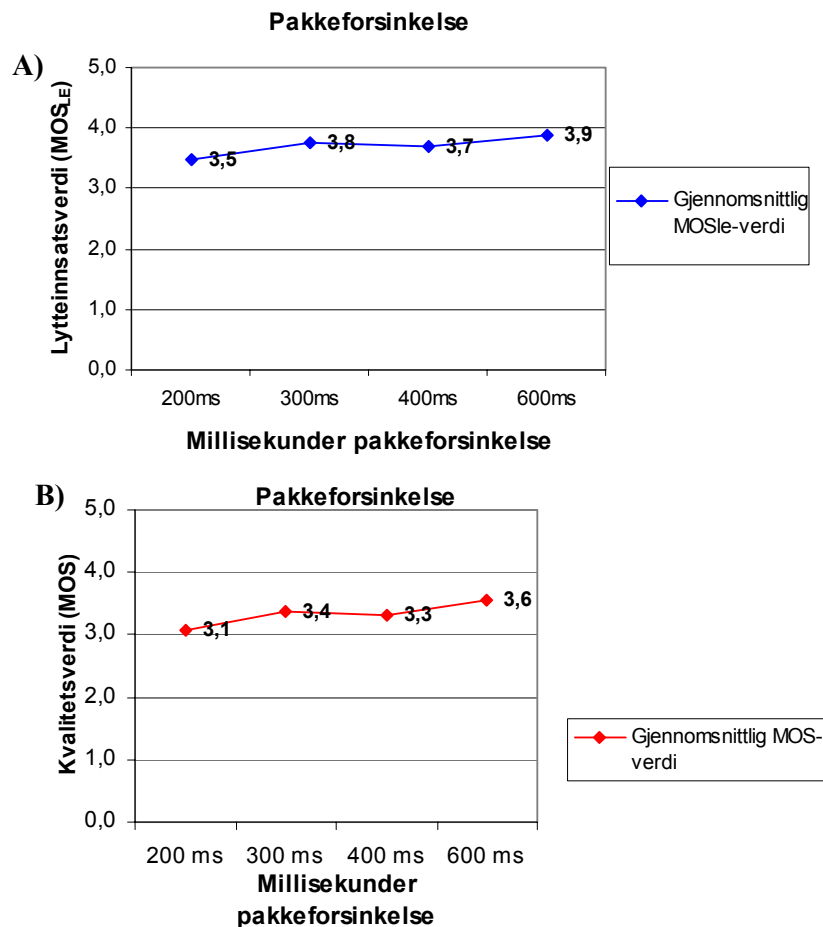 Pakkeforsinkelse
A)
5,0
4,0
3,0
2,0
1,0
0,0
Lytteinnsatsverdi (MOSLE)
3,5
3,8
3,7
3,9
200ms
300ms
400ms
600ms
Millisekunder pakkeforsinkelse
Gjennomsnittlig
MOSle-verdi
B)
Pakkeforsinkelse
5,0
4,0
3,0
2,0
1,0
0,0
Kvalitetsverdi (MOS)
3,1
3,4
3,3
3,6
200 ms
300 ms
400 ms
600 ms
Millisekunder
pakkeforsinkelse
Gjennomsnittlig MOS-
verdi